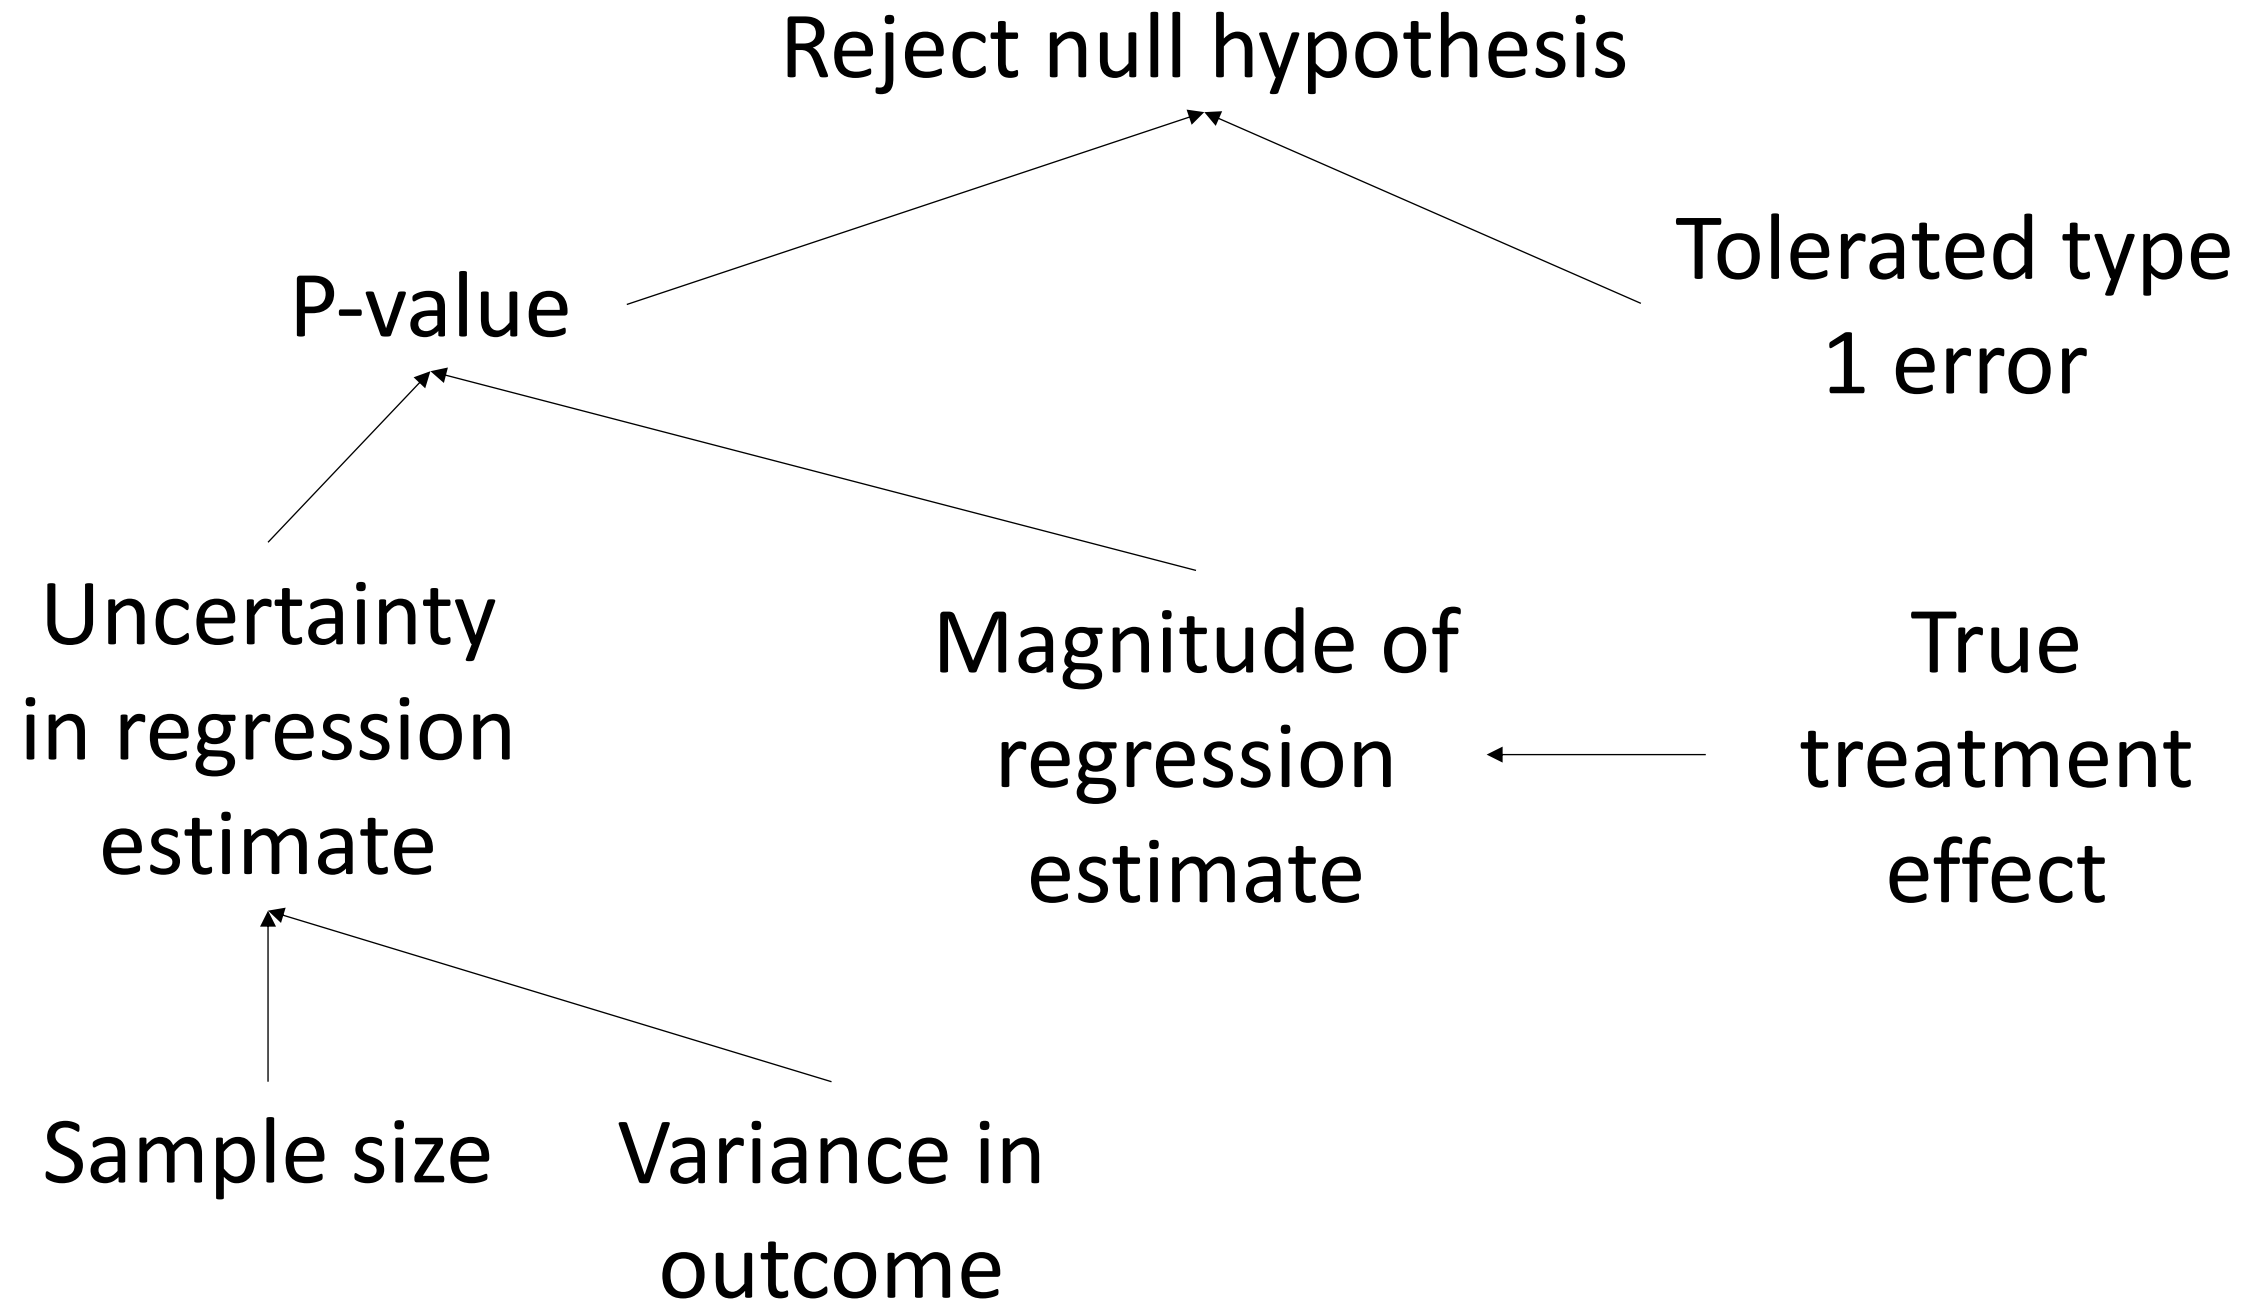 Reject null hypothesis
Tolerated type
1 error
P-value
Uncertainty
in regression
estimate
Magnitude of
regression
estimate
True
treatment
effect
Sample size
Variance in
outcome